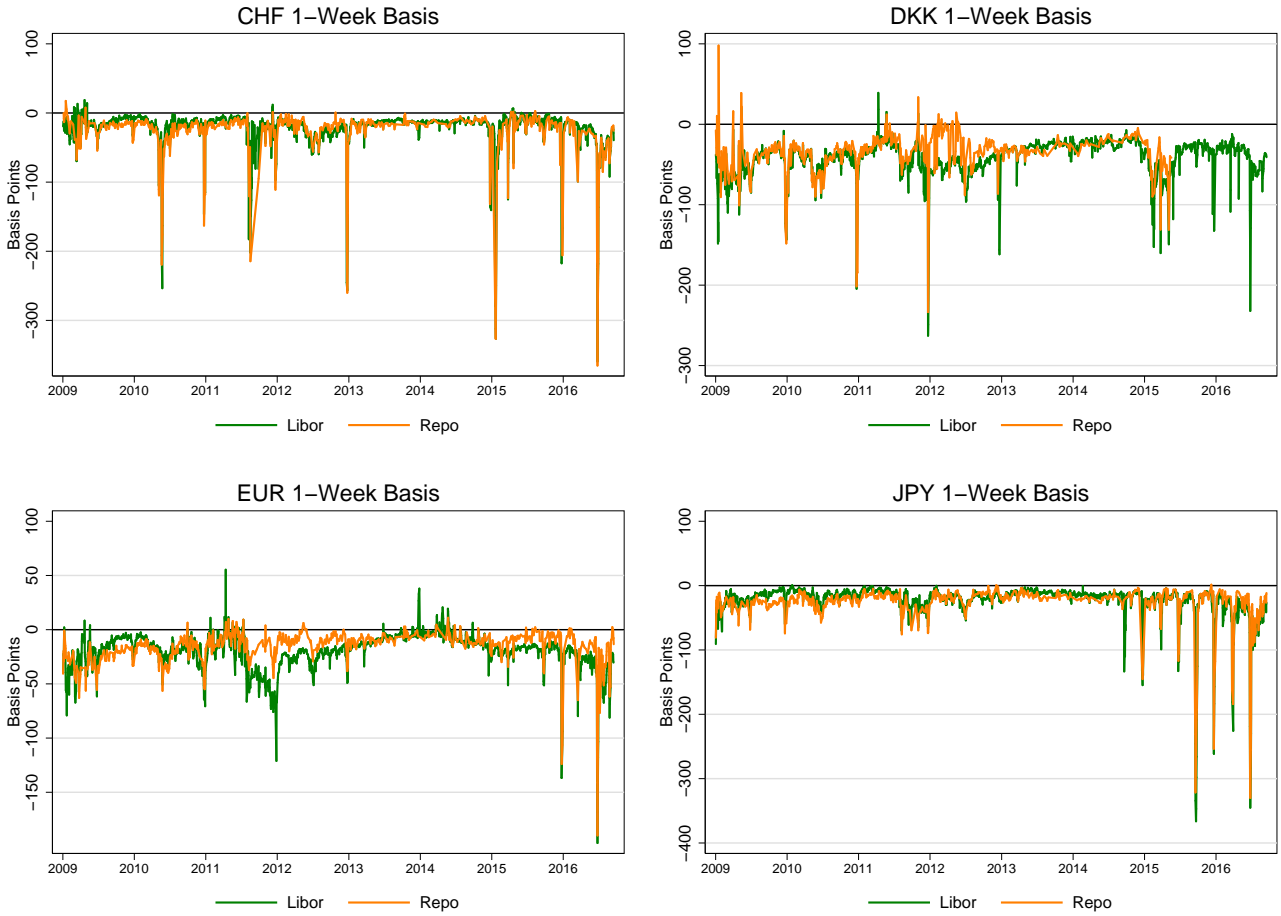 CHF 1−Week Basis
Basis Points
100
0
−100
−200
−300
2009 2010 2011 2012 2013 2014 2015 2016
Libor Repo
DKK 1−Week Basis
Basis Points
100
0
−100
−200
−300
2009 2010 2011 2012 2013 2014 2015 2016
Libor Repo
EUR 1−Week Basis
Basis Points
100
50
0
−50
−100
−150
2009 2010 2011 2012 2013 2014 2015 2016
Libor Repo
JPY 1−Week Basis
Basis Points
100
0
−100
−200
−300
−400
2009 2010 2011 2012 2013 2014 2015 2016
Libor Repo